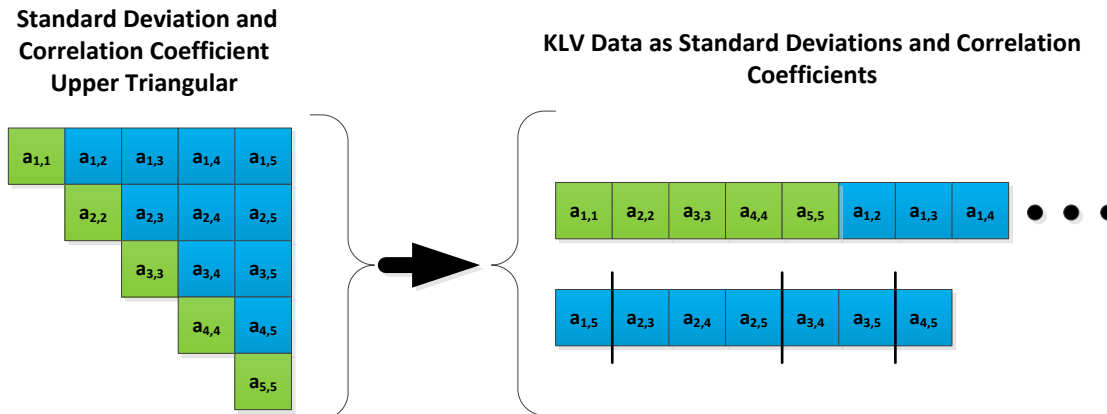 Standard Deviation and
Correlation Coefficient
Upper Triangular
KLV Data as Standard Deviations and Correlation
Coefficients
a1,1 a1,2 a1,3 a1,4 a1,5
a2,2 a2,3 a2,4 a2,5
a3,3 a3,4 a3,5
a4,4 a4,5
a5,5
a1,1 a2,2 a3,3 a4,4 a5,5 a1,2 a1,3 a1,4
a1,5 a2,3 a2,4 a2,5 a3,4 a3,5 a4,5